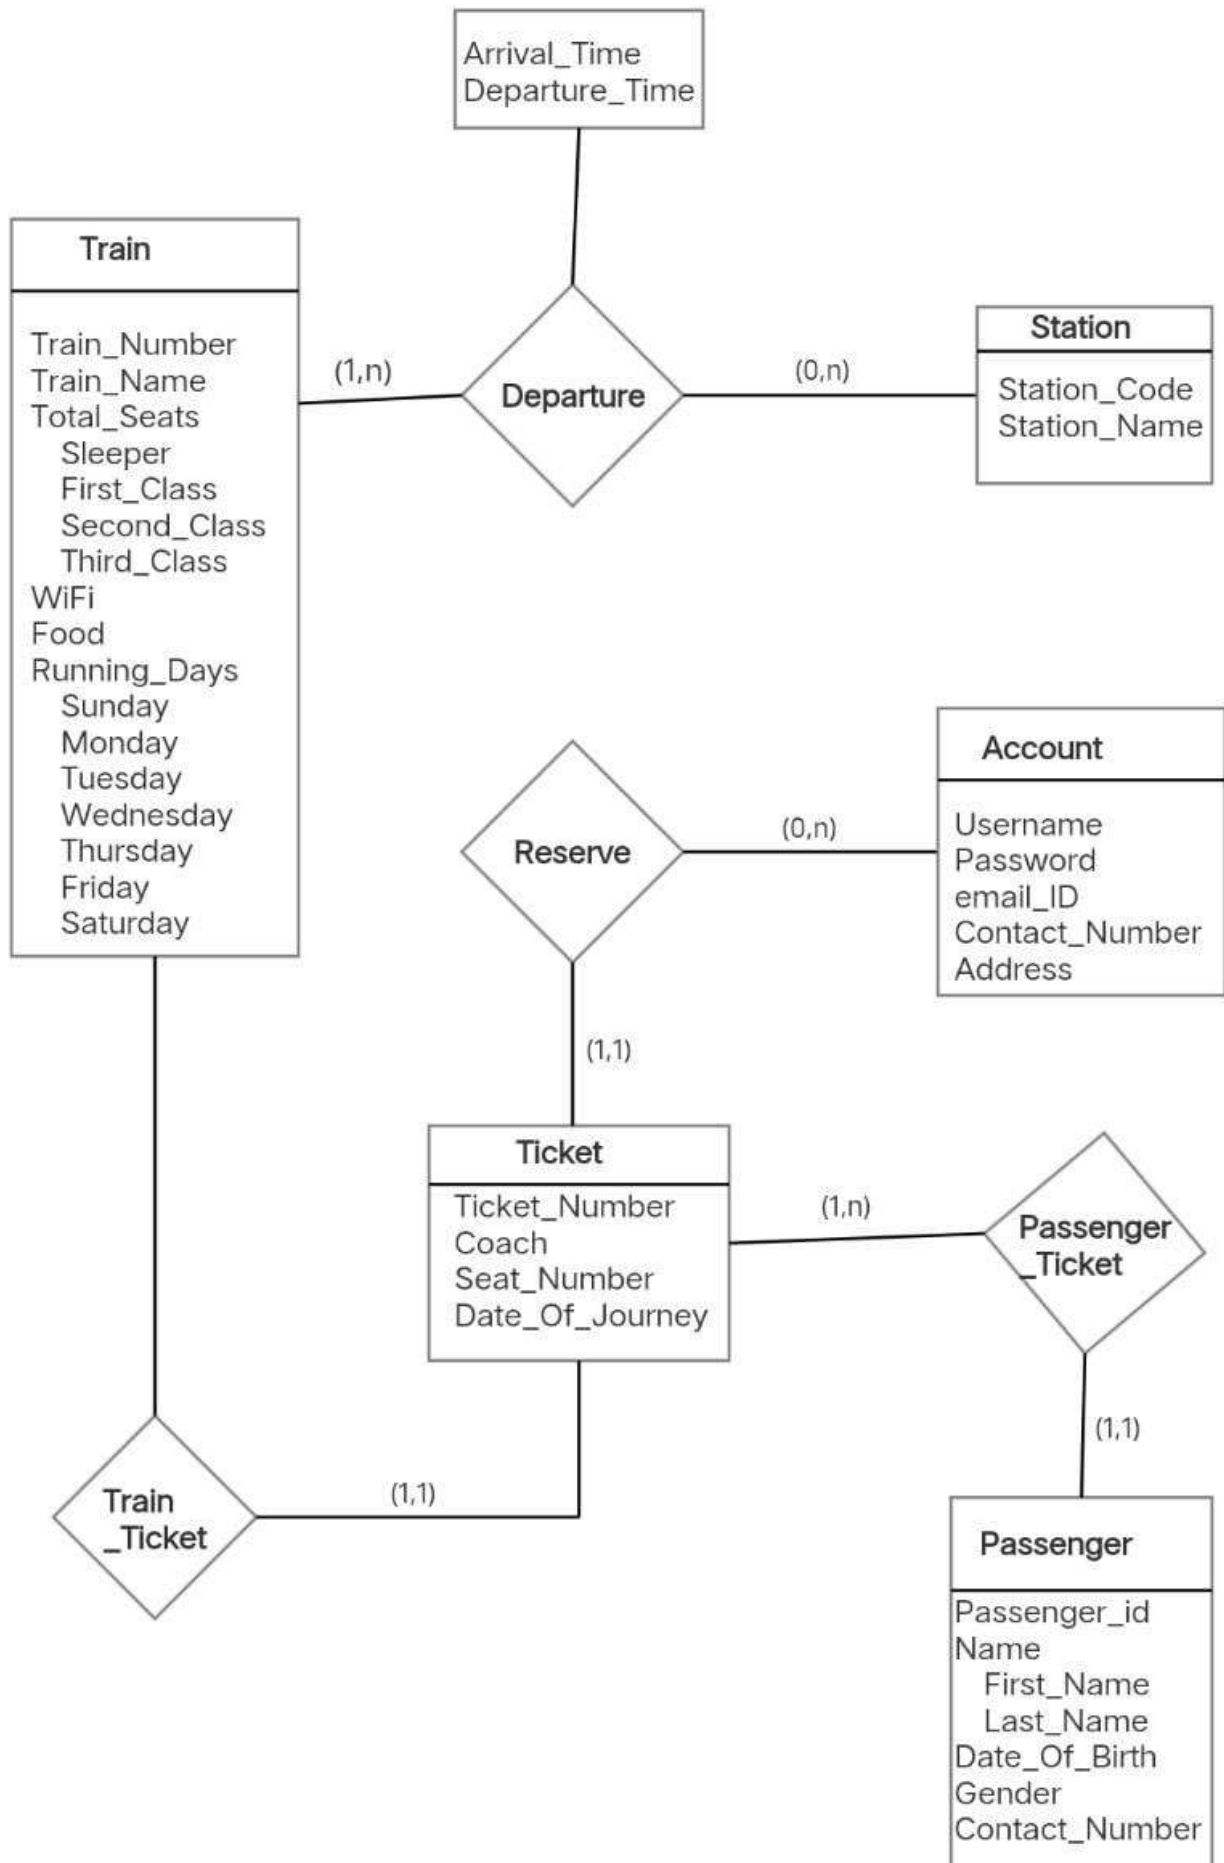 Arrival_Time
Departure_Time
Train
Train_Number
Train_Name
Total_Seats
Sleeper
First_Class
Second_Class
Third_Class
WiFi
Food
Running_Days
Sunday
Monday
Tuesday
Wednesday
Thursday
Friday
Saturday
(1,n)
Departure
(0,n)
Station
Station_Code
Station_Name
Reserve
(0,n)
Account
Username
Password
email_ID
Contact_Number
Address
(1,1)
Ticket
Ticket_Number
Coach
Seat_Number
Date_Of_Journey
(1,n)
Passenger
_Ticket
(1,1)
Train
_Ticket
(1,1)
Passenger
Passenger_id
Name
First_Name
Last_Name
Date_Of_Birth
Gender
Contact_Number